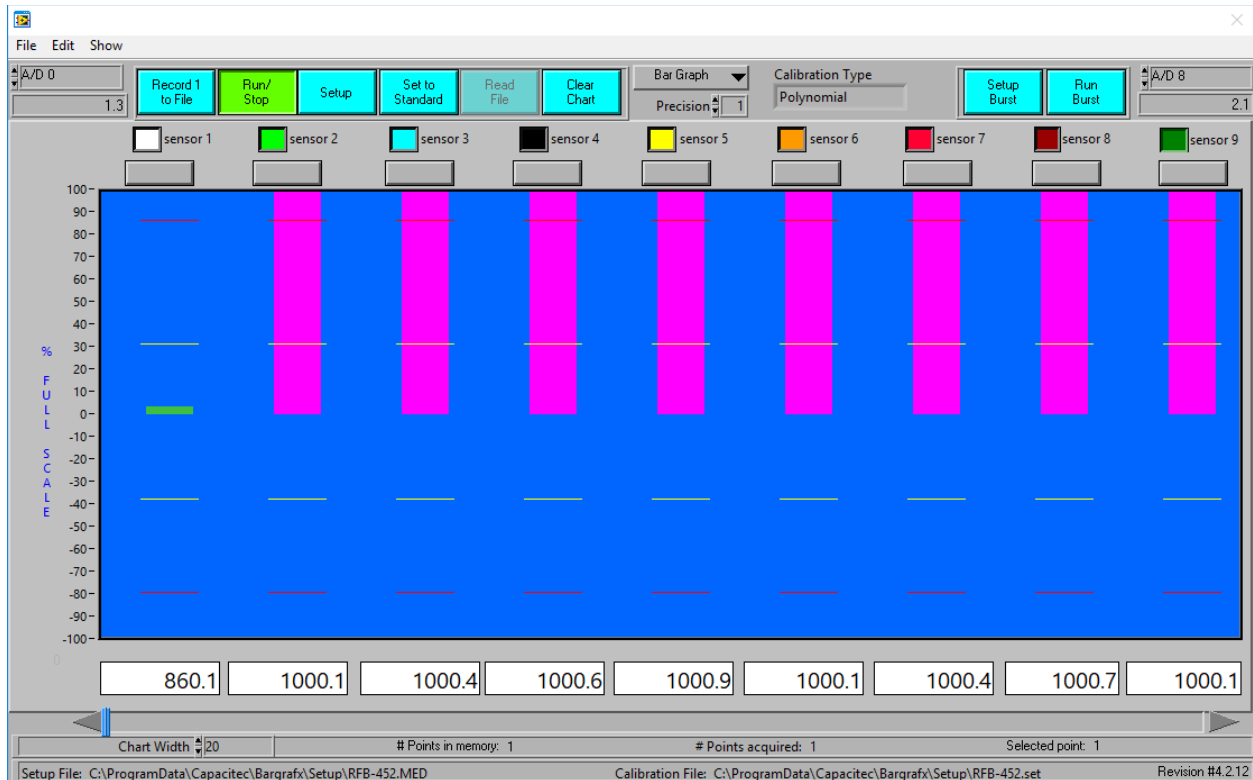 File Edit Show
A/D 0
1.3
Record 1 to File
Run/ Stop
Setup
Set to Standard
Read File
Clear Chart
Bar Graph
Precision 1
Calibration Type
Polynomial
Setup Burst
Run Burst
A/D 8
2.1
sensor 1 sensor 2 sensor 3 sensor 4 sensor 5 sensor 6 sensor 7 sensor 8 sensor 9
100
90
80
70
60
50
40
30
20
10
0
-10
-20
-30
-40
-50
-60
-70
-80
-90
-100
% FULL SCALE
0
860.1 1000.1 1000.4 1000.6 1000.9 1000.1 1000.4 1000.7 1000.1
Chart Width 20 # Points in memory: 1 # Points acquired: 1 Selected point: 1
Setup File: C:\ProgramData\Capacitec\Bargrafx\Setup\RFB-452.MED Calibration File: C:\ProgramData\Capacitec\Bargrafx\Setup\RFB-452.set Revision #4.2.12